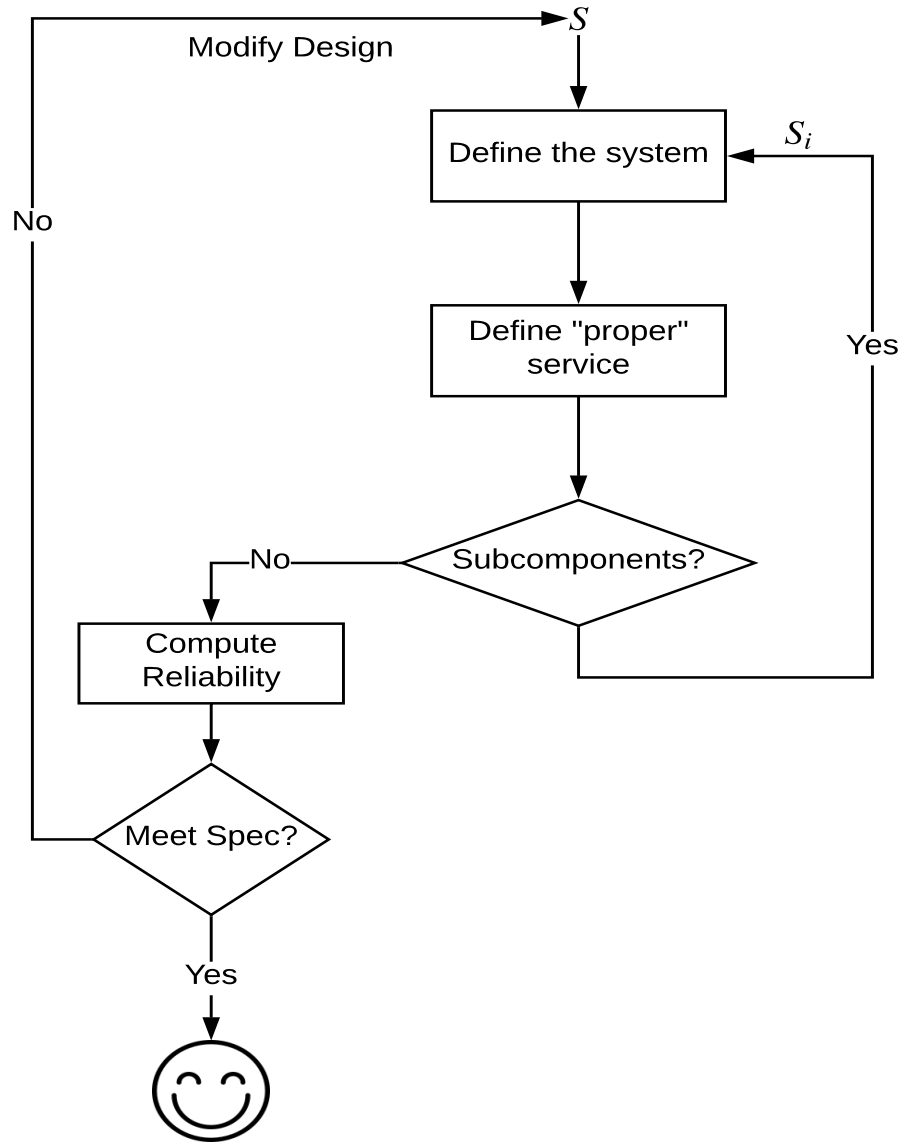 S
Modify Design
Define the system
Sᵢ
No
Define "proper"
service
Yes
Subcomponents?
No
Compute
Reliability
Meet Spec?
Yes